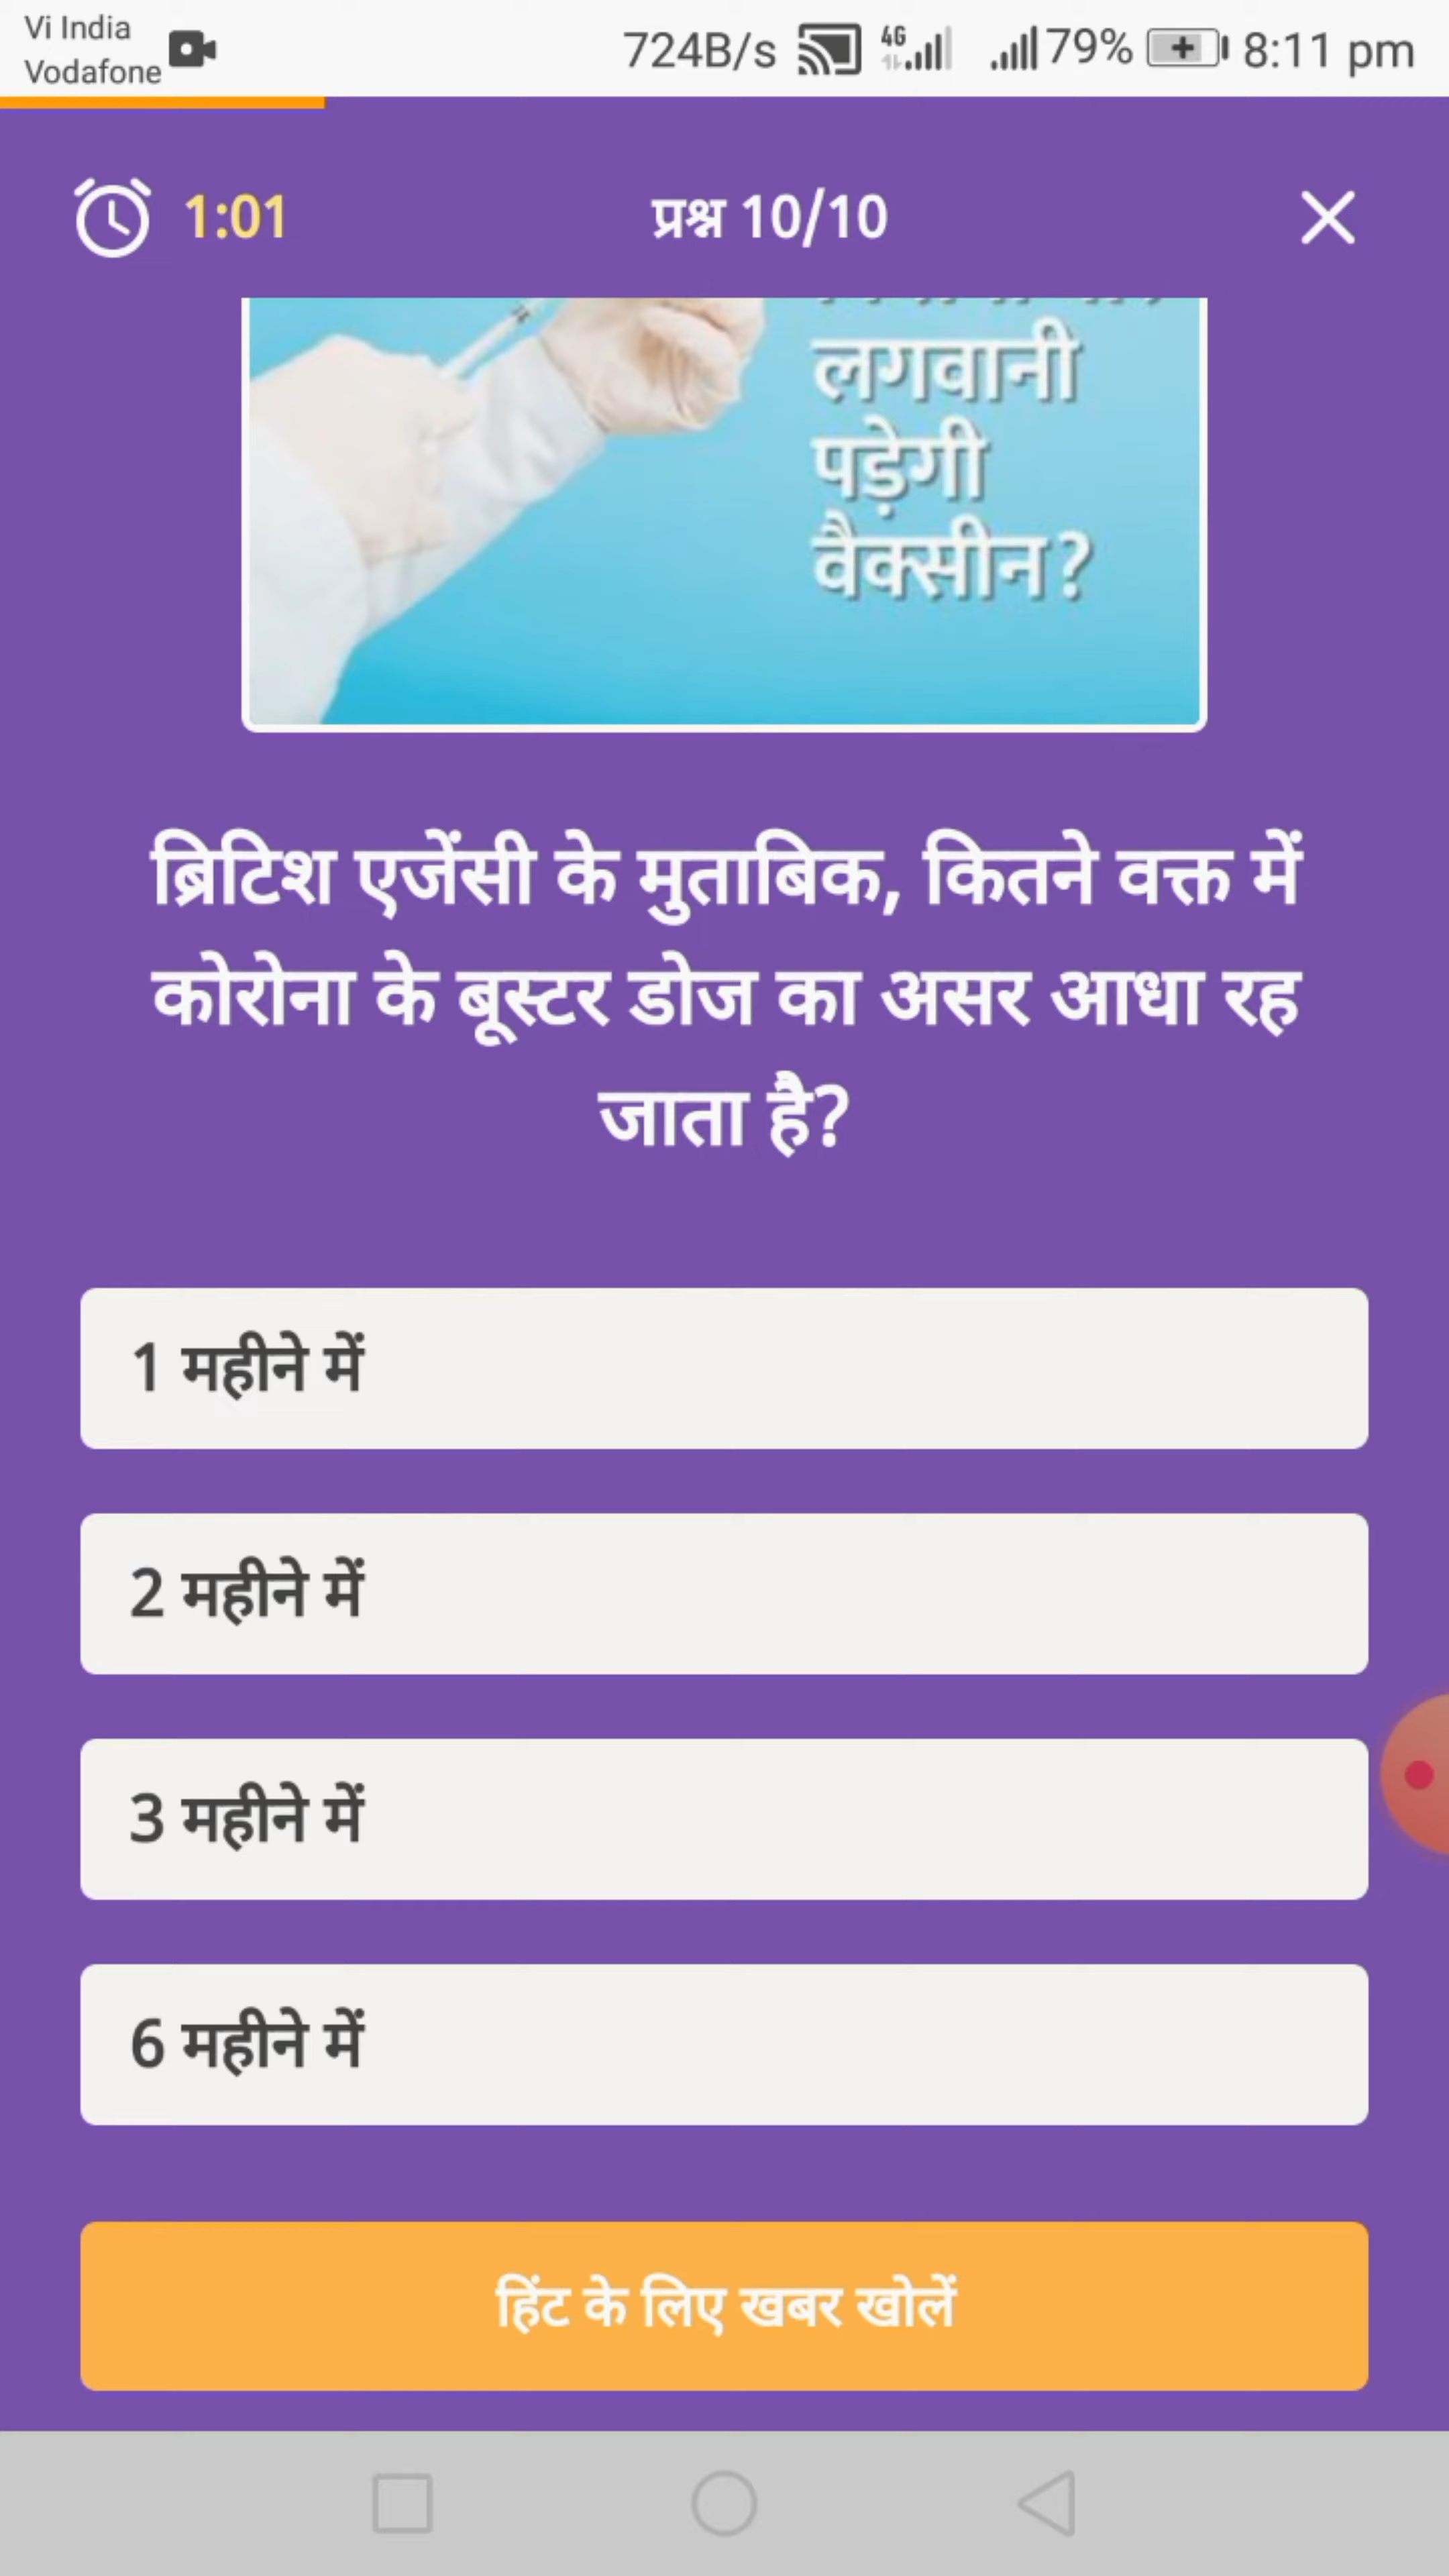 Vi India
Vodafone
724B/s 4G 79% 8:11 pm
1:01
प्रश्न 10/10
लगवानी
पड़ेगी
वैक्सीन?
ब्रिटिश एजेंसी के मुताबिक, कितने वक्त में
कोरोना के बूस्टर डोज का असर आधा रह
जाता है?
1 महीने में
2 महीने में
3 महीने में
6 महीने में
हिंट के लिए खबर खोलें